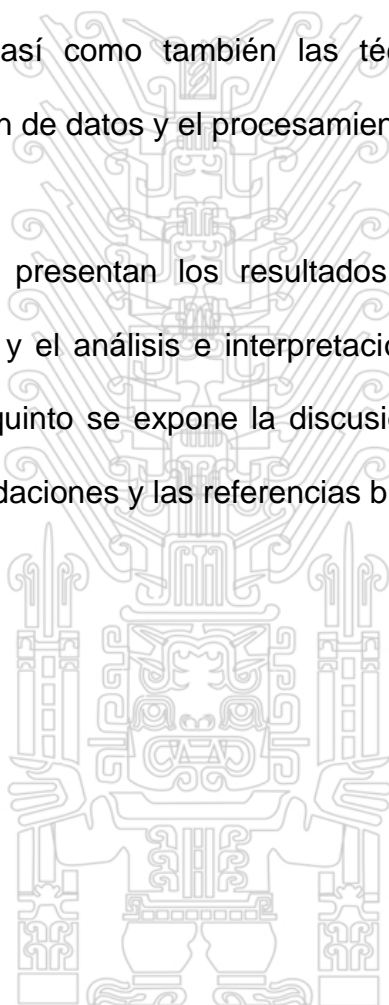 así como también las
de datos y el procesamien
presentan los resultados
y el análisis e interpretació
quinto se expone la discusió
daciones y las referencias b